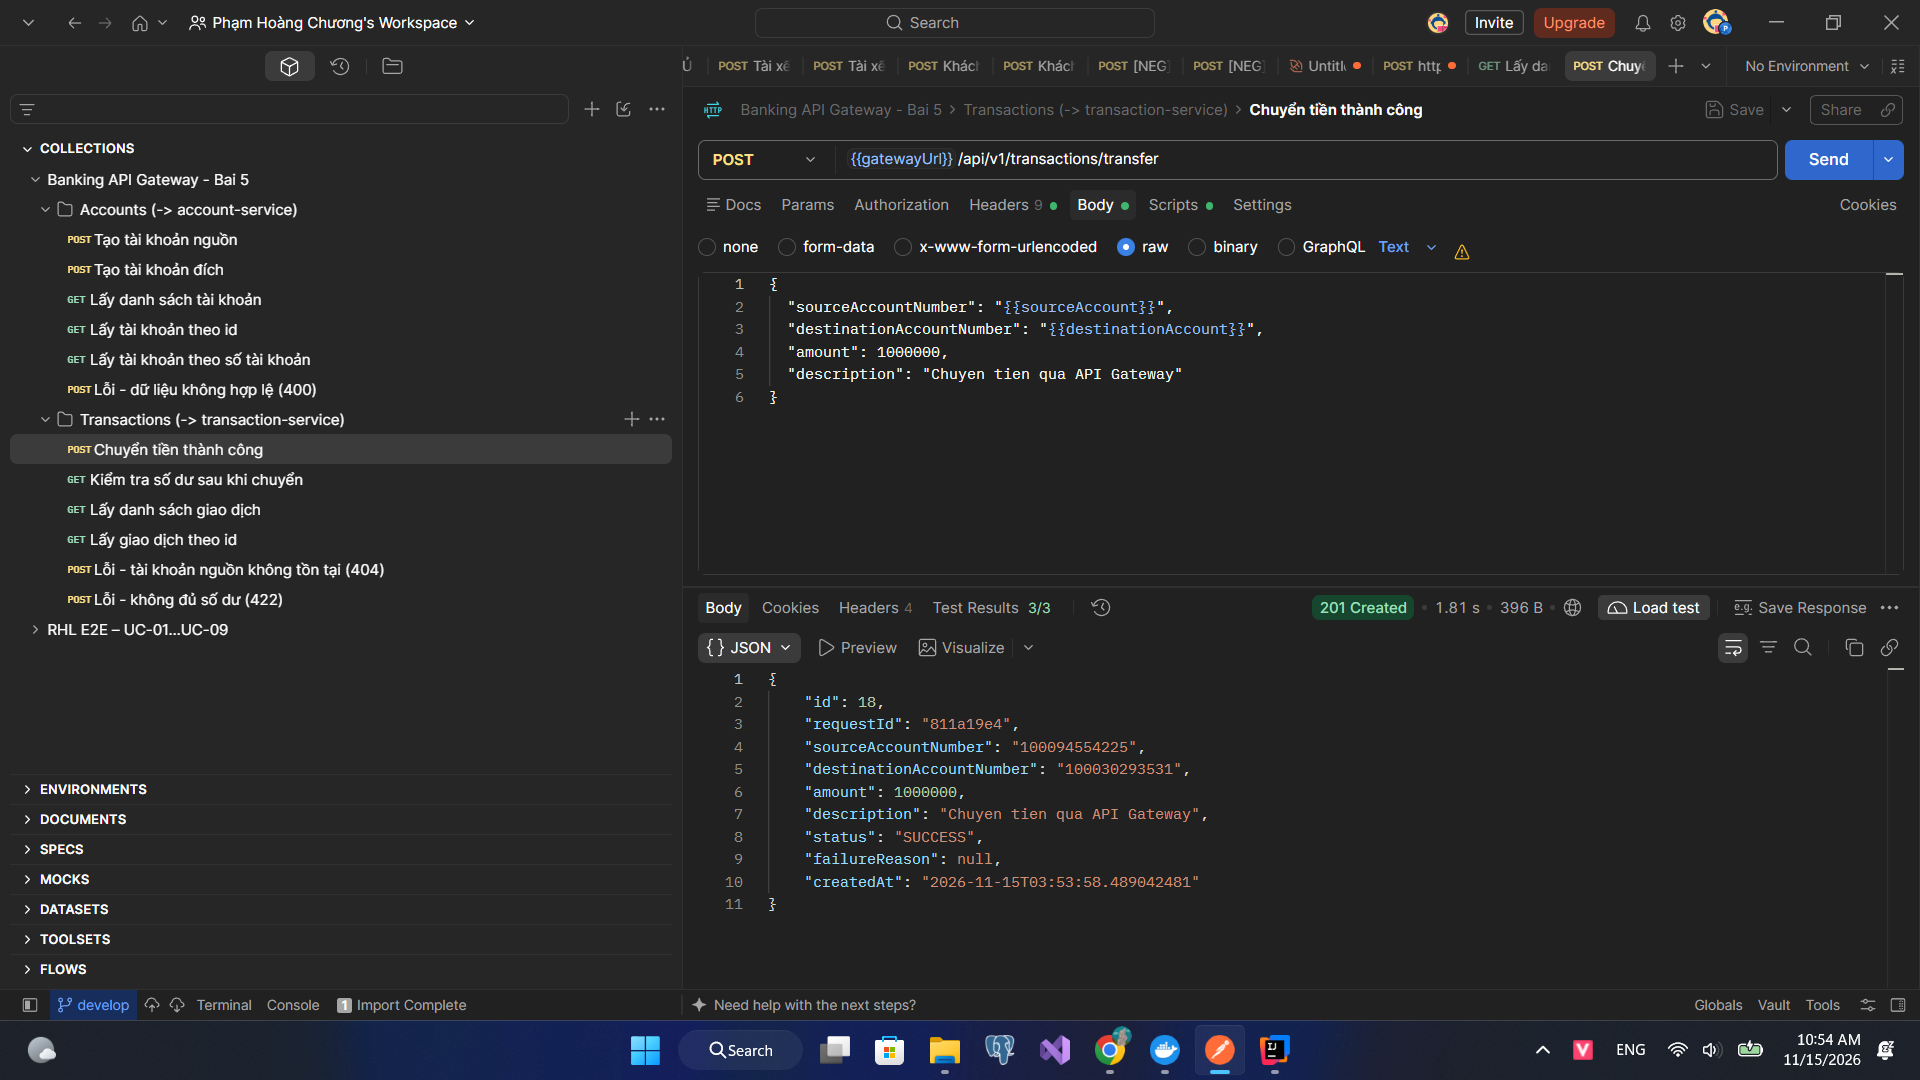 Phạm Hoàng Chương's Workspace
Search
Invite
Upgrade
POST Tài xế
POST Tài xế
POST Khách
POST Khách
POST [NEG
POST [NEG
Untitl
POST http
GET Lấy da
POST Chuyể
No Environment
Banking API Gateway - Bai 5 > Transactions (-> transaction-service) > Chuyển tiền thành công
Save
Share
COLLECTIONS
Banking API Gateway - Bai 5
Accounts (-> account-service)
POST Tạo tài khoản nguồn
POST Tạo tài khoản đích
GET Lấy danh sách tài khoản
GET Lấy tài khoản theo id
GET Lấy tài khoản theo số tài khoản
POST Lỗi - dữ liệu không hợp lệ (400)
Transactions (-> transaction-service)
POST Chuyển tiền thành công
GET Kiểm tra số dư sau khi chuyển
GET Lấy danh sách giao dịch
GET Lấy giao dịch theo id
POST Lỗi - tài khoản nguồn không tồn tại (404)
POST Lỗi - không đủ số dư (422)
RHL E2E – UC-01...UC-09
ENVIRONMENTS
DOCUMENTS
SPECS
MOCKS
DATASETS
TOOLSETS
FLOWS
POST
{{gatewayUrl}} /api/v1/transactions/transfer
Send
Docs Params Authorization Headers 9 Body Scripts Settings
Cookies
none form-data x-www-form-urlencoded raw binary GraphQL Text
1 {
2 "sourceAccountNumber": "{{sourceAccount}}",
3 "destinationAccountNumber": "{{destinationAccount}}",
4 "amount": 1000000,
5 "description": "Chuyen tien qua API Gateway"
6 }
Body Cookies Headers 4 Test Results 3/3
201 Created • 1.81 s • 396 B
Load test
e.g. Save Response
{} JSON Preview Visualize
1 {
2 "id": 18,
3 "requestId": "811a19e4",
4 "sourceAccountNumber": "100094554225",
5 "destinationAccountNumber": "100030293531",
6 "amount": 1000000,
7 "description": "Chuyen tien qua API Gateway",
8 "status": "SUCCESS",
9 "failureReason": null,
10 "createdAt": "2026-11-15T03:53:58.489042481"
11 }
develop
Terminal Console 1 Import Complete
Need help with the next steps?
Globals Vault Tools
Search
ENG
10:54 AM
11/15/2026